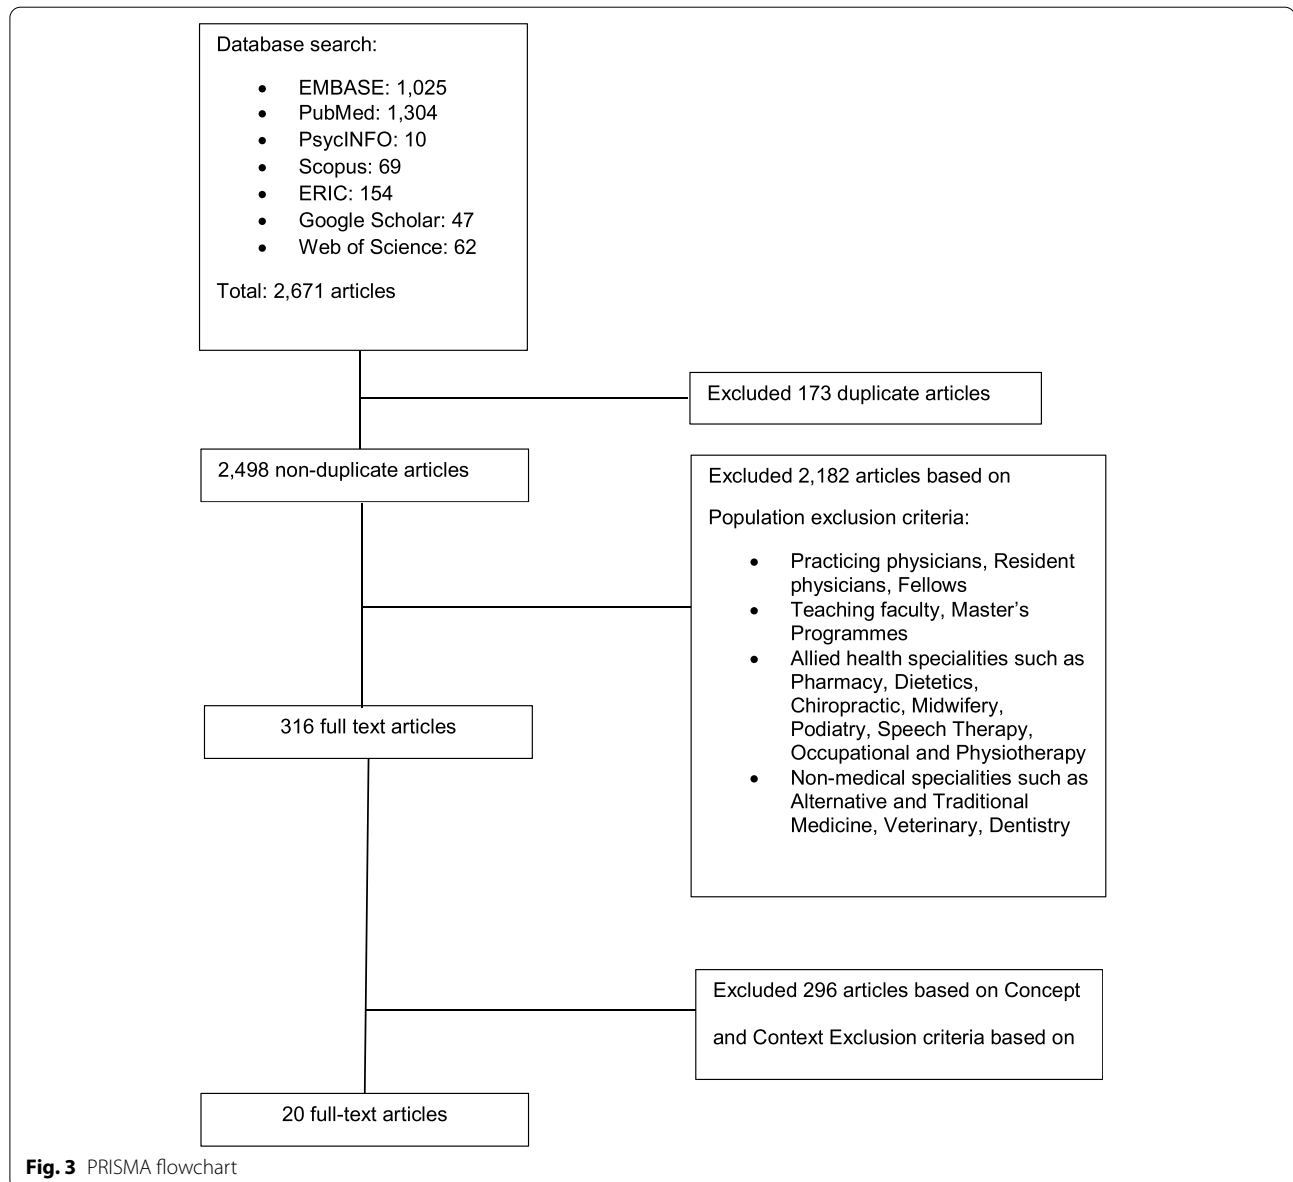 Database search:
• EMBASE: 1,025
• PubMed: 1,304
• PsycINFO: 10
• Scopus: 69
• ERIC: 154
• Google Scholar: 47
• Web of Science: 62
Total: 2,671 articles
Excluded 173 duplicate articles
2,498 non-duplicate articles
Excluded 2,182 articles based on
Population exclusion criteria:
• Practicing physicians, Resident
physicians, Fellows
• Teaching faculty, Master’s
Programmes
• Allied health specialities such as
Pharmacy, Dietetics,
Chiropractic, Midwifery,
Podiatry, Speech Therapy,
Occupational and Physiotherapy
• Non-medical specialities such as
Alternative and Traditional
Medicine, Veterinary, Dentistry
316 full text articles
Excluded 296 articles based on Concept
and Context Exclusion criteria based on
20 full-text articles
Fig. 3 PRISMA flowchart